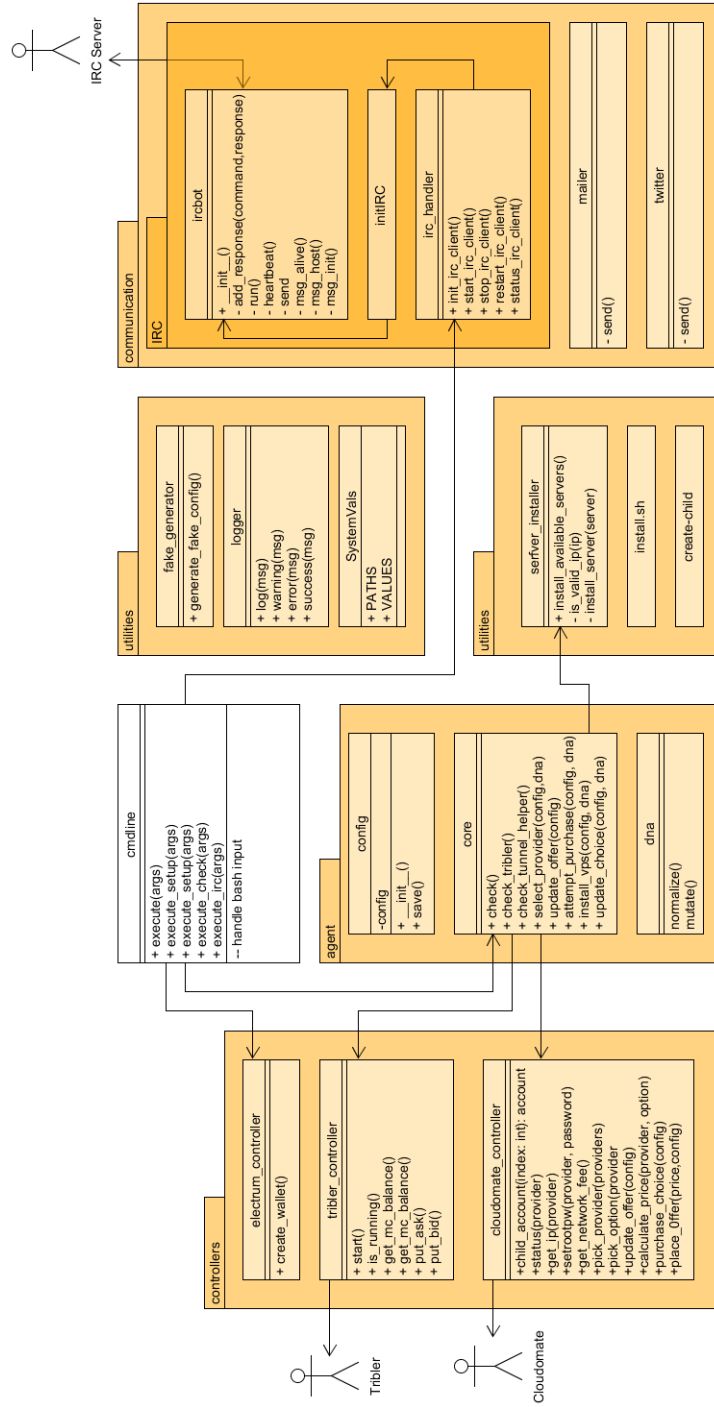 controllers
electrum_controller
+ create_wallet()
tribler_controller
+ start()
+ is_running()
+ get_mc_balance()
+ get_mc_balance()
+ put_ask()
+ put_bid()
cloudomate_controller
+child_account(index: int): account
+status(provider)
+get_ip(provider)
+setrootpw(provider, password)
+get_network_fee()
+pick_provider(providers)
+pick_option(provider
+update_offer(config)
+calculate_price(provider, option)
+purchase_choice(config)
+place_0ffer(price,config)
Tribler
Cloudomate
cmdline
+ execute(args)
+ execute_setup(args)
+ execute_setup(args)
+ execute_check(args)
+ execute_irc(args)
-- handle bash input
agent
config
-config
+ __init__()
+ save()
core
+ check()
+ check_tribler()
+ check_tunnel_helper()
+ select_provider(config,dna)
+ update_offer(config)
+ attempt_purchase(config, dna)
+ install_vps(config, dna)
+ update_choice(config, dna)
dna
normalize()
mutate()
utilities
fake_generator
+ generate_fake_config()
logger
+ log(msg)
+ warning(msg)
+ error(msg)
+ success(msg)
SystemVals
+ PATHS
+ VALUES
utilities
serfver_installer
+ install_available_servers()
- is_valid_ip(ip)
- install_server(server)
install.sh
create-child
communication
IRC
ircbot
+ __init__()
- add_response(command,response)
- run()
- heartbeat()
- send
- msg_alive()
- msg_host()
- msg_init()
initIRC
irc_handler
+ init_irc_client()
+ start_irc_client()
+ stop_irc_client()
+ restart_irc_client()
+ status_irc_client()
mailer
- send()
twitter
- send()
IRC Server